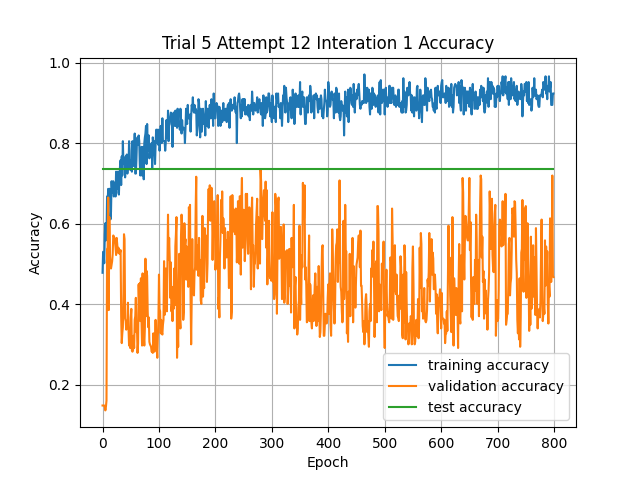 Trial 5 Attempt 12 Interation 1 Accuracy
1.0
0.8
0.6
0.4
0.2
Accuracy
training accuracy
validation accuracy
test accuracy
0 100 200 300 400 500 600 700 800
Epoch